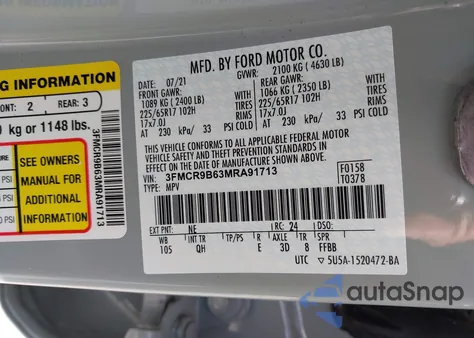 G INFORMATION
ONT: 2 REAR: 3
kg or 1148 lbs.
SEE OWNERS
MANUAL FOR
ADDITIONAL
INFORMATION
3FMCR9B63MRA91713
MFD. BY FORD MOTOR CO.
07/21 GVWR: 2100 KG ( 4630 LB)
FRONT GAWR: REAR GAWR:
1089 KG ( 2400 LB) 1066 KG ( 2350 LB)
225/65R17 102H TIRES 225/65R17 102H TIRES
17x7.0J RIMS 17x7.0J RIMS
AT 230 kPa/ 33 PSI COLD AT 230 kPa/ 33 PSI COLD
THIS VEHICLE CONFORMS TO ALL APPLICABLE FEDERAL MOTOR
VEHICLE SAFETY AND THEFT PREVENTION STANDARDS IN EFFECT ON THE
DATE OF MANUFACTURE SHOWN ABOVE.
VIN: 3FMCR9B63MRA91713 F0158
TYPE: MPV T0378
EXT PNT: NE RC: 24
WB INT TR TP/PS R AXLE TR SPR
105 QH E 3D 8 FFBB
UTC ▽ 5U5A-1520472-BA
autoSnap